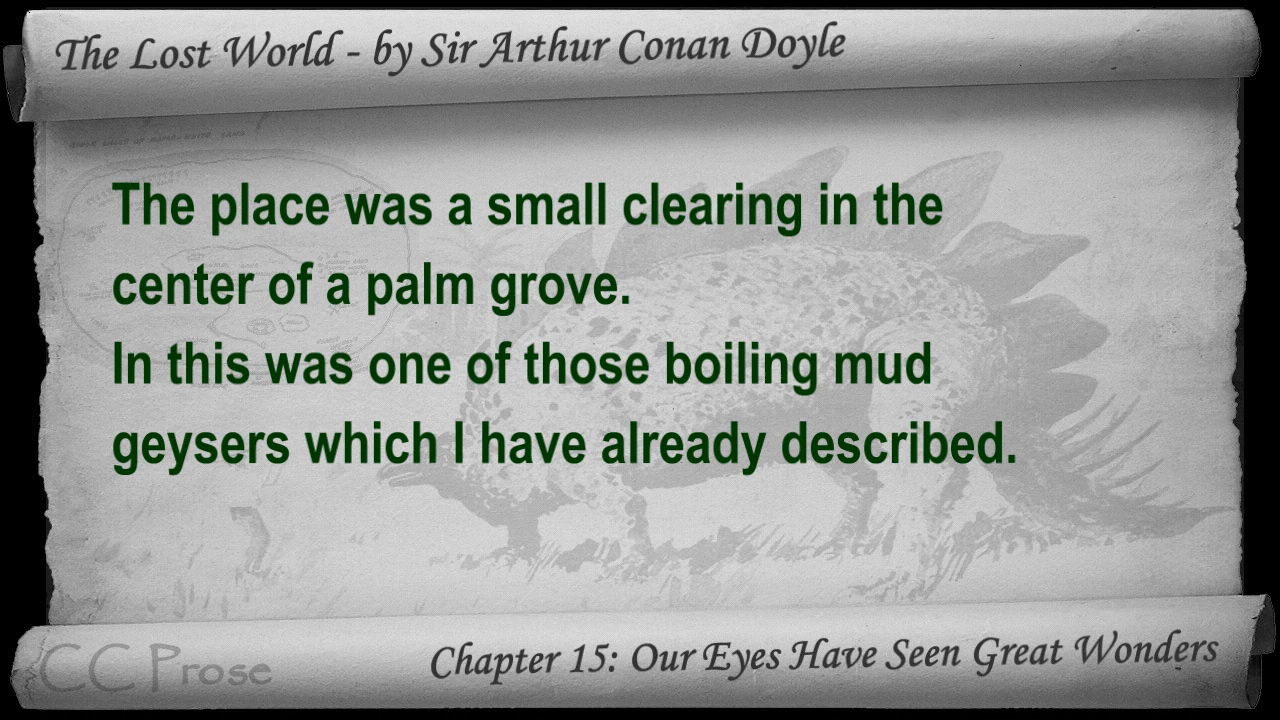 The Lost World - by Sir Arthur Conan Doyle
The place was a small clearing in the
center of a palm grove.
In this was one of those boiling mud
geysers which I have already described.
CC Prose
Chapter 15: Our Eyes Have Seen Great Wonders